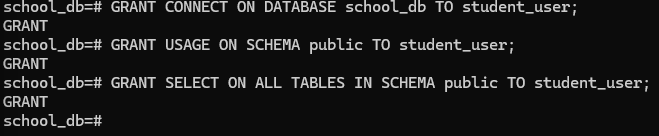 school_db=# GRANT CONNECT ON DATABASE school_db TO student_user;
GRANT
school_db=# GRANT USAGE ON SCHEMA public TO student_user;
GRANT
school_db=# GRANT SELECT ON ALL TABLES IN SCHEMA public TO student_user;
GRANT
school_db=#